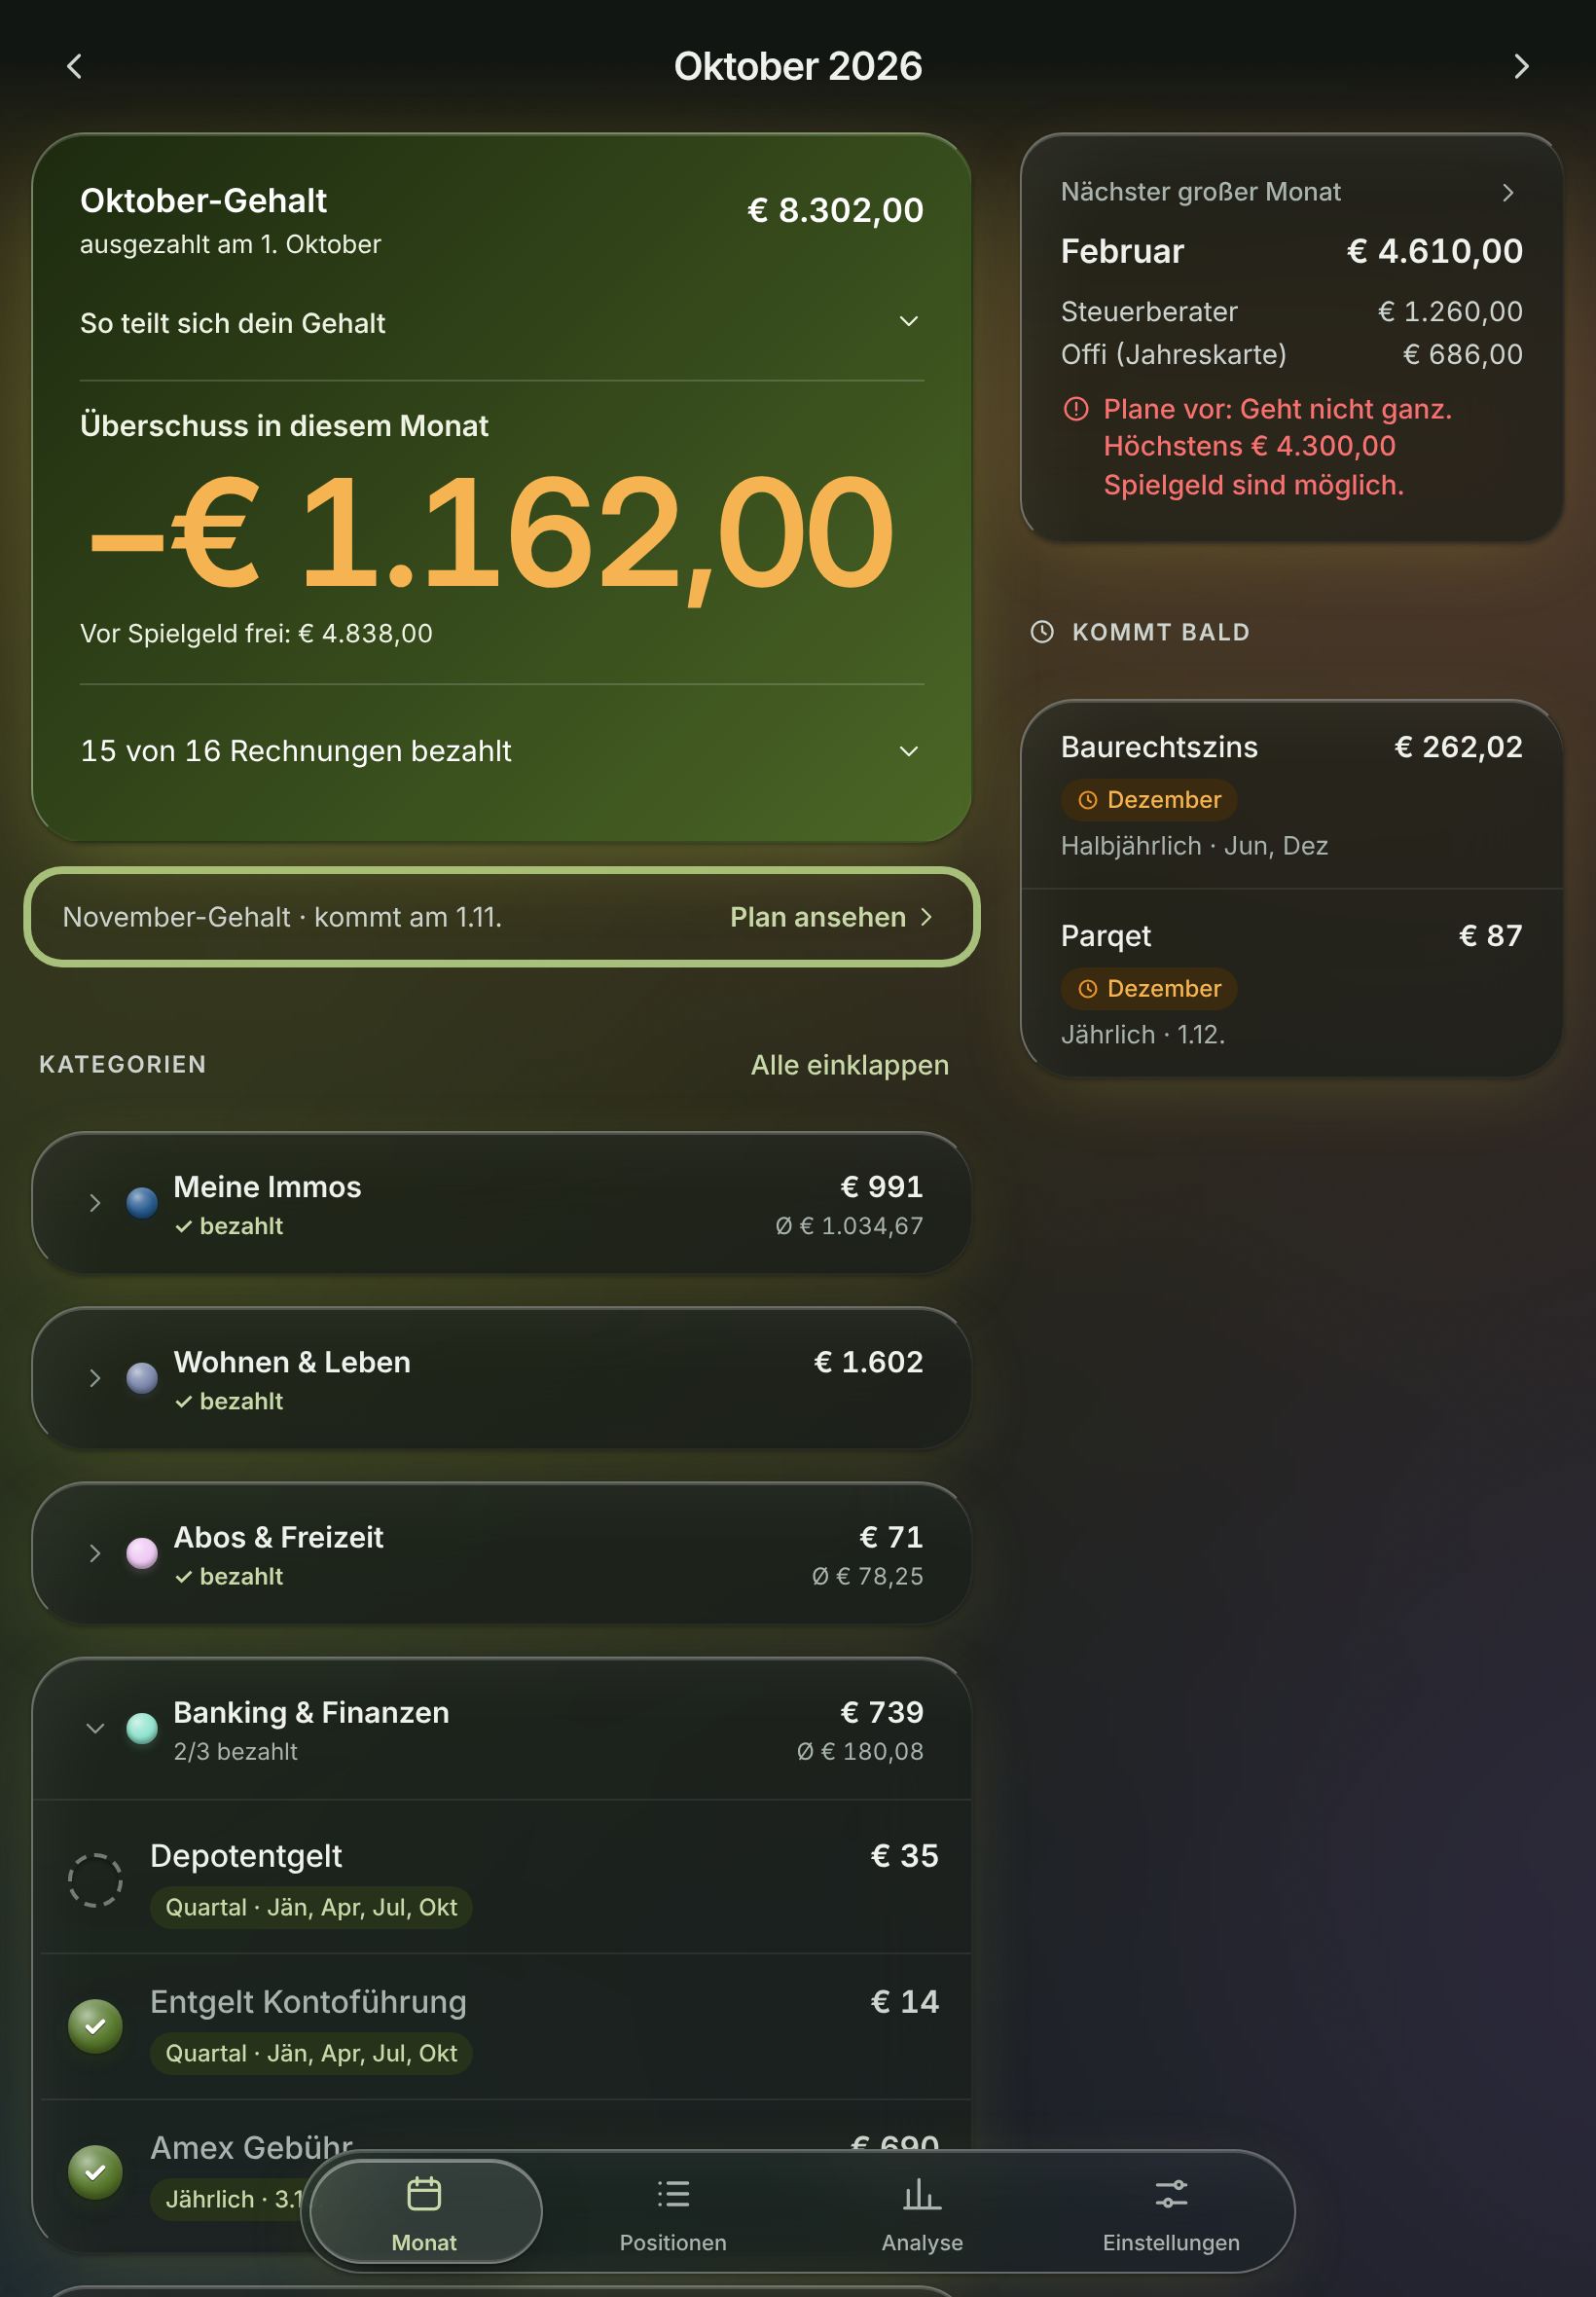 Oktober 2026
Oktober-Gehalt
€ 8.302,00
ausgezahlt am 1. Oktober
So teilt sich dein Gehalt
Überschuss in diesem Monat
–€ 1.162,00
Vor Spielgeld frei: € 4.838,00
15 von 16 Rechnungen bezahlt
November-Gehalt · kommt am 1.11.
Plan ansehen
KATEGORIEN
Alle einklappen
Meine Immos
€ 991
✓ bezahlt
Ø € 1.034,67
Wohnen & Leben
€ 1.602
✓ bezahlt
Abos & Freizeit
€ 71
✓ bezahlt
Ø € 78,25
Banking & Finanzen
€ 739
2/3 bezahlt
Ø € 180,08
Depotentgelt
€ 35
Quartal · Jän, Apr, Jul, Okt
Entgelt Kontoführung
€ 14
Quartal · Jän, Apr, Jul, Okt
Amex Gebühr
€ 690
Jährlich · 3.1
Nächster großer Monat
Februar
€ 4.610,00
Steuerberater
€ 1.260,00
Offi (Jahreskarte)
€ 686,00
Plane vor: Geht nicht ganz.
Höchstens € 4.300,00
Spielgeld sind möglich.
KOMMT BALD
Baurechtszins
€ 262,02
Dezember
Halbjährlich · Jun, Dez
Parqet
€ 87
Dezember
Jährlich · 1.12.
Monat
Positionen
Analyse
Einstellungen